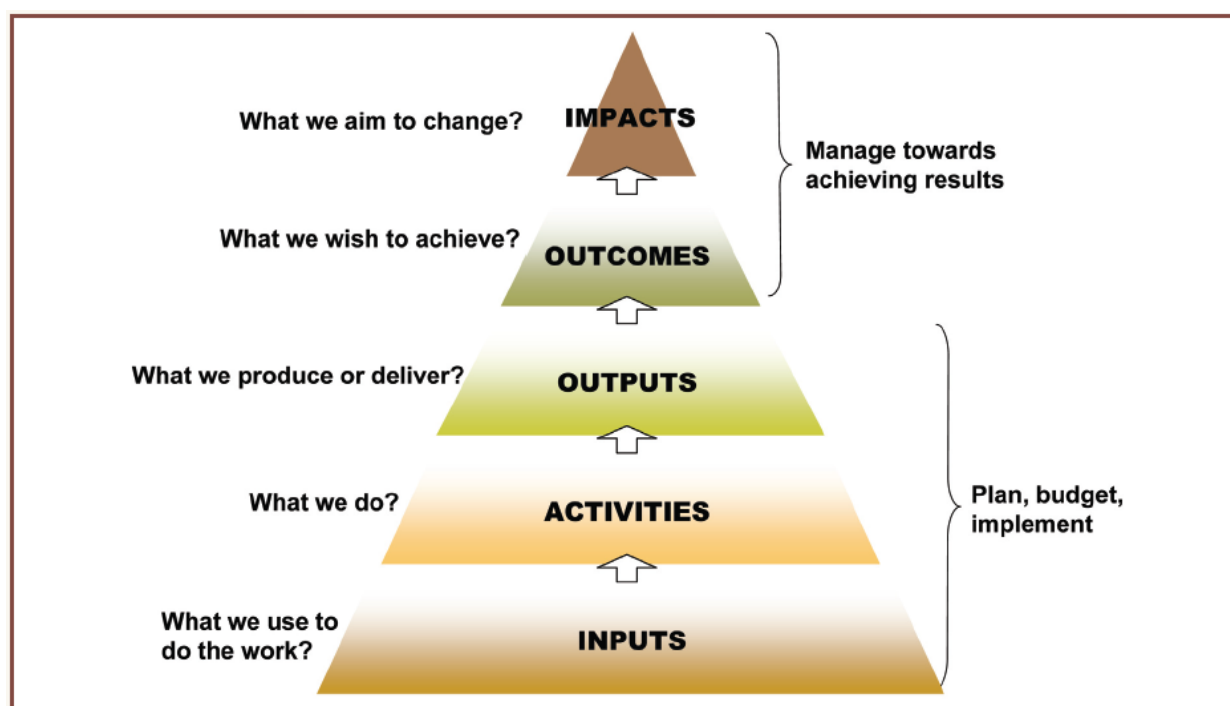 What we aim to change?
IMPACTS
Manage towards
achieving results
What we wish to achieve?
OUTCOMES
What we produce or deliver?
OUTPUTS
What we do?
ACTIVITIES
Plan, budget,
implement
What we use to
do the work?
INPUTS